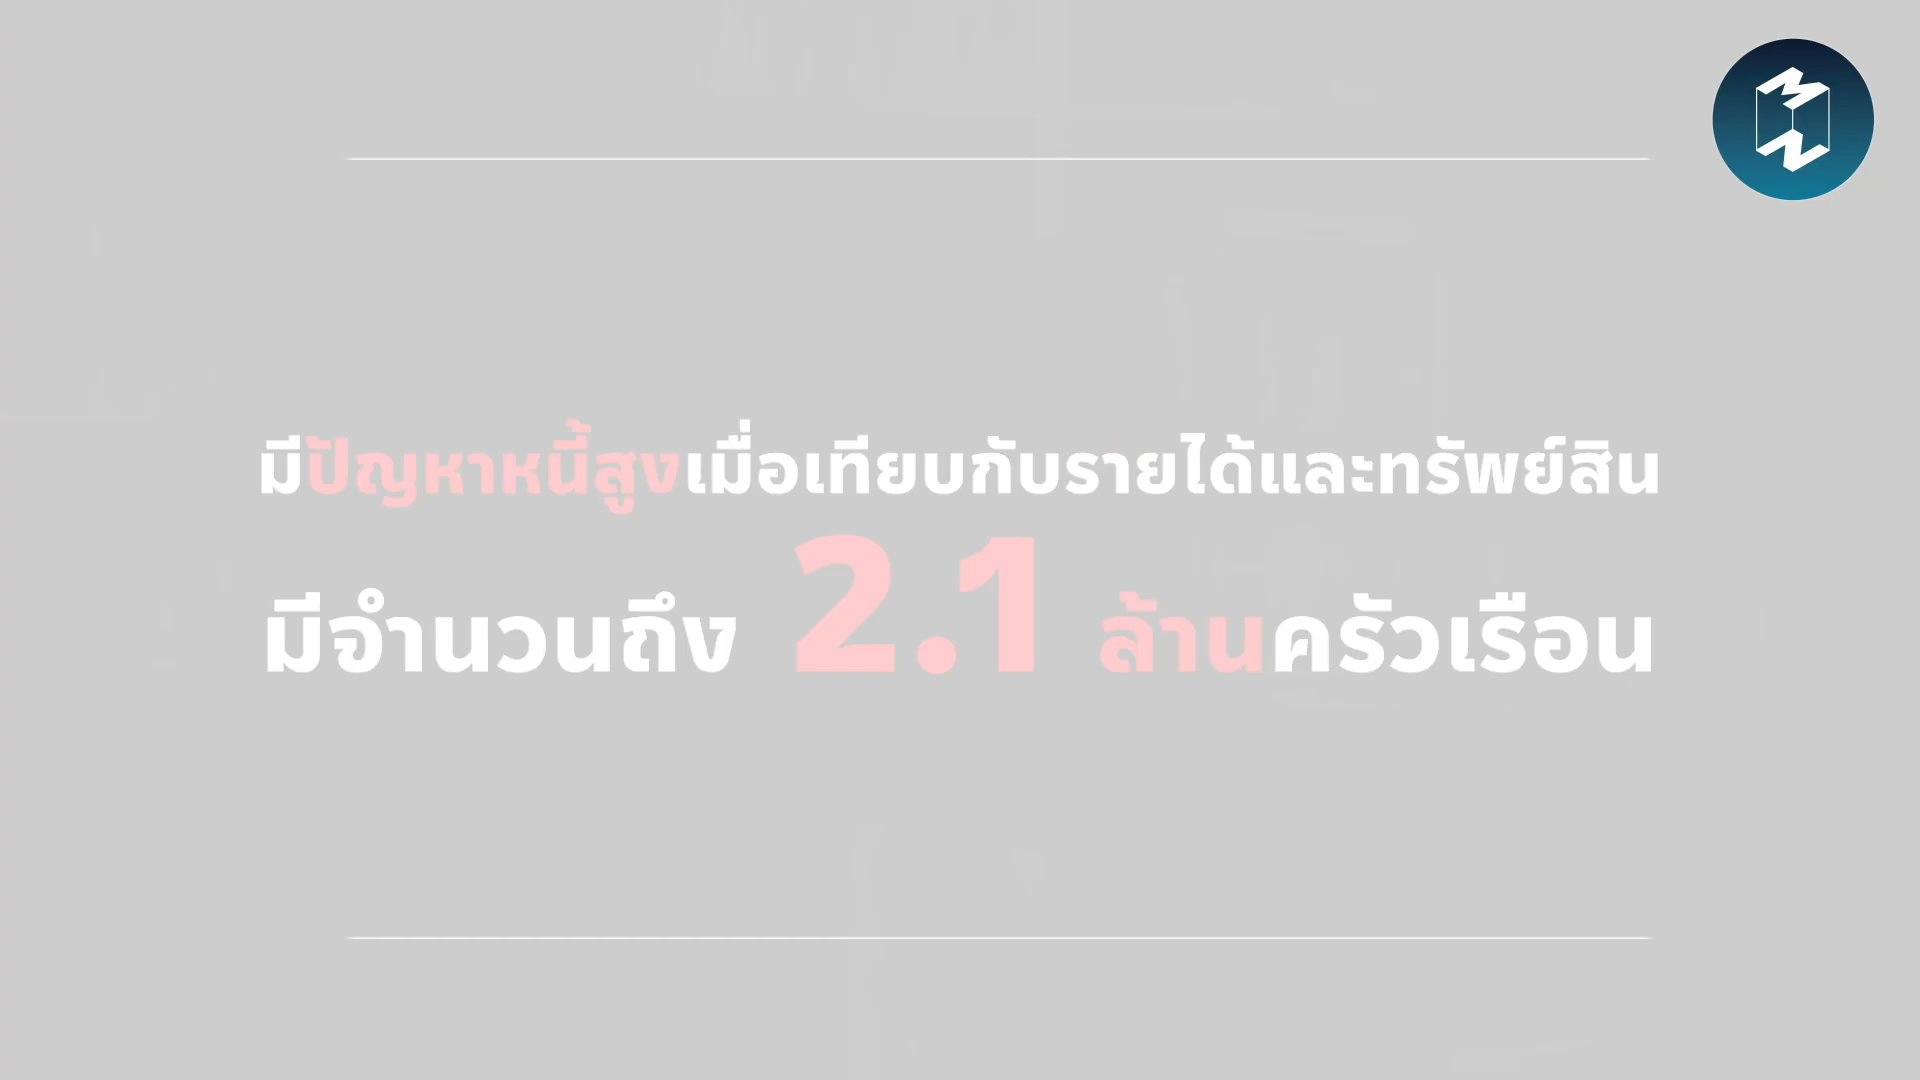 มีปัญหาหนี้สูงเมื่อเทียบกับรายได้และทรัพย์สิน
มีจำนวนถึง 2.1 ล้านครัวเรือน